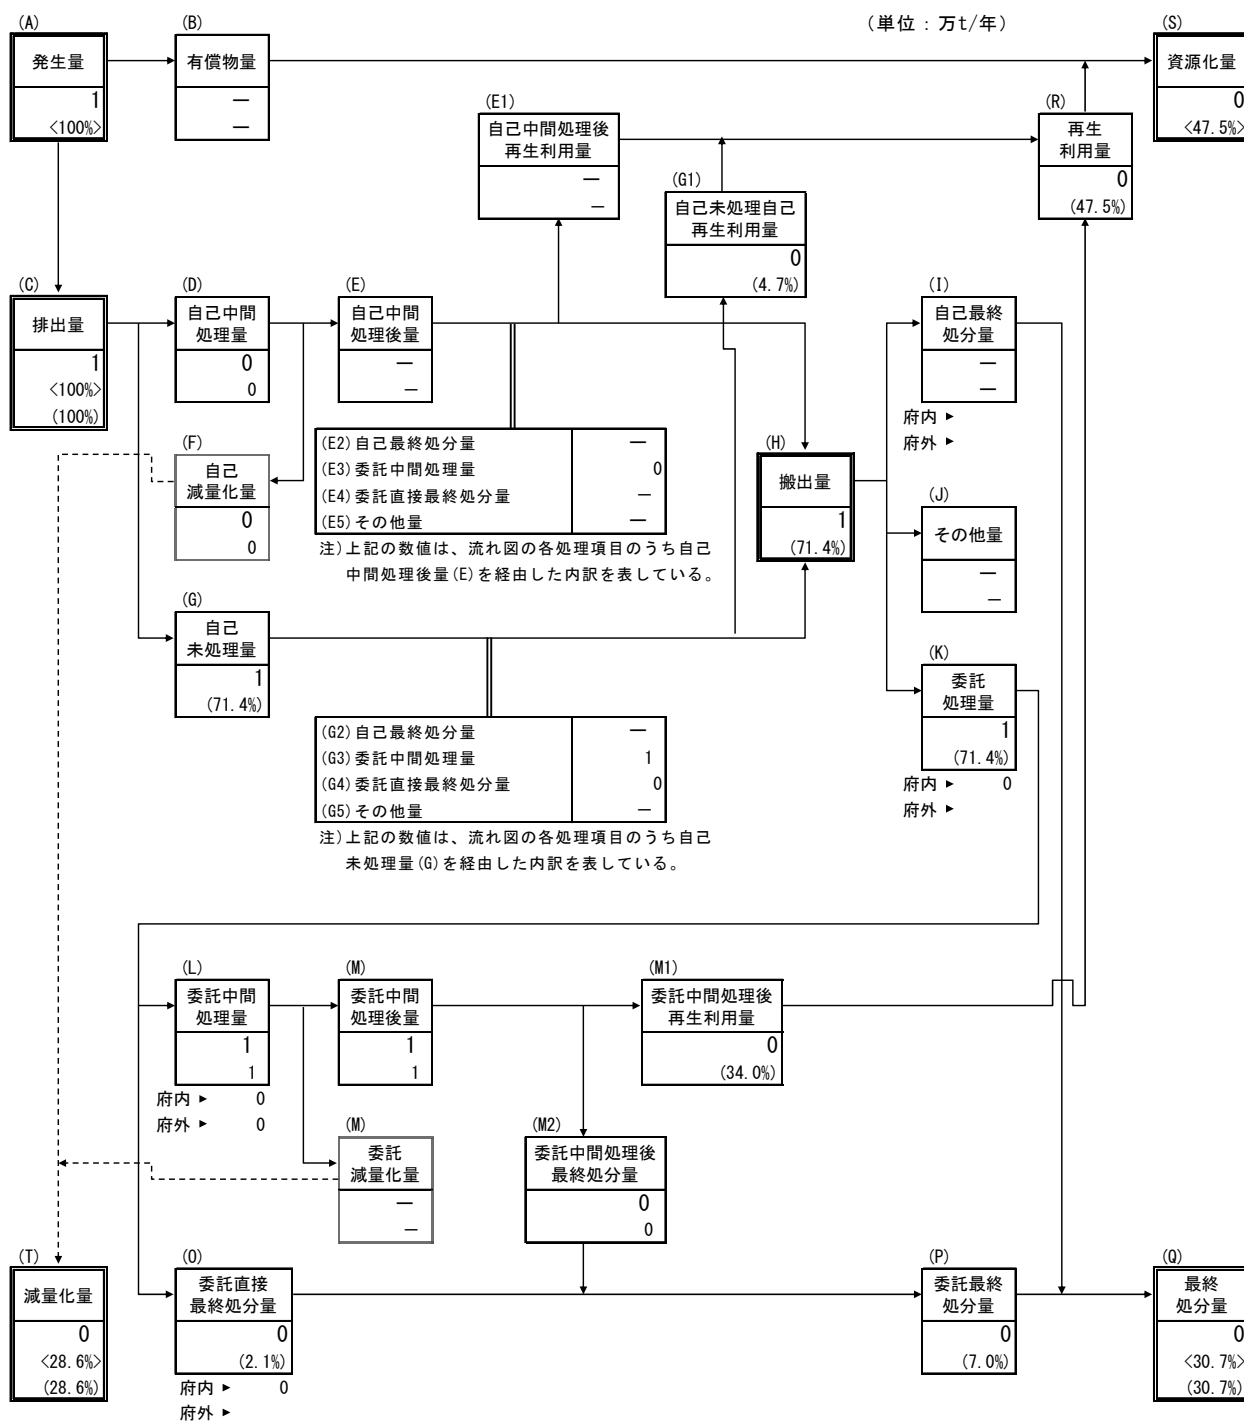 (単位：万t/年)
(A)
発生量
1
<100%>
(B)
有償物量
－
－
(S)
資源化量
0
<47.5%>
(E1)
自己中間処理後
再生利用量
－
－
(R)
再生
利用量
0
(47.5%)
(G1)
自己未処理自己
再生利用量
0
(4.7%)
(C)
排出量
1
<100%>
(100%)
(D)
自己中間
処理量
0
0
(E)
自己中間
処理後量
－
－
(I)
自己最終
処分量
－
－
府内 ►
府外 ►
(F)
自己
減量化量
0
0
(E2)自己最終処分量 －
(E3)委託中間処理量 0
(E4)委託直接最終処分量 －
(E5)その他量 －
注)上記の数値は、流れ図の各処理項目のうち自己
中間処理後量(E)を経由した内訳を表している。
(H)
搬出量
1
(71.4%)
(J)
その他量
－
－
(G)
自己
未処理量
1
(71.4%)
(K)
委託
処理量
1
(71.4%)
府内 ► 0
府外 ►
(G2)自己最終処分量 －
(G3)委託中間処理量 1
(G4)委託直接最終処分量 0
(G5)その他量 －
注)上記の数値は、流れ図の各処理項目のうち自己
未処理量(G)を経由した内訳を表している。
(L)
委託中間
処理量
1
1
府内 ► 0
府外 ► 0
(M)
委託中間
処理後量
1
1
(M1)
委託中間処理後
再生利用量
0
(34.0%)
(M)
委託
減量化量
－
－
(M2)
委託中間処理後
最終処分量
0
0
(T)
減量化量
0
<28.6%>
(28.6%)
(O)
委託直接
最終処分量
0
(2.1%)
府内 ► 0
府外 ►
(P)
委託最終
処分量
0
(7.0%)
(Q)
最終
処分量
0
<30.7%>
(30.7%)